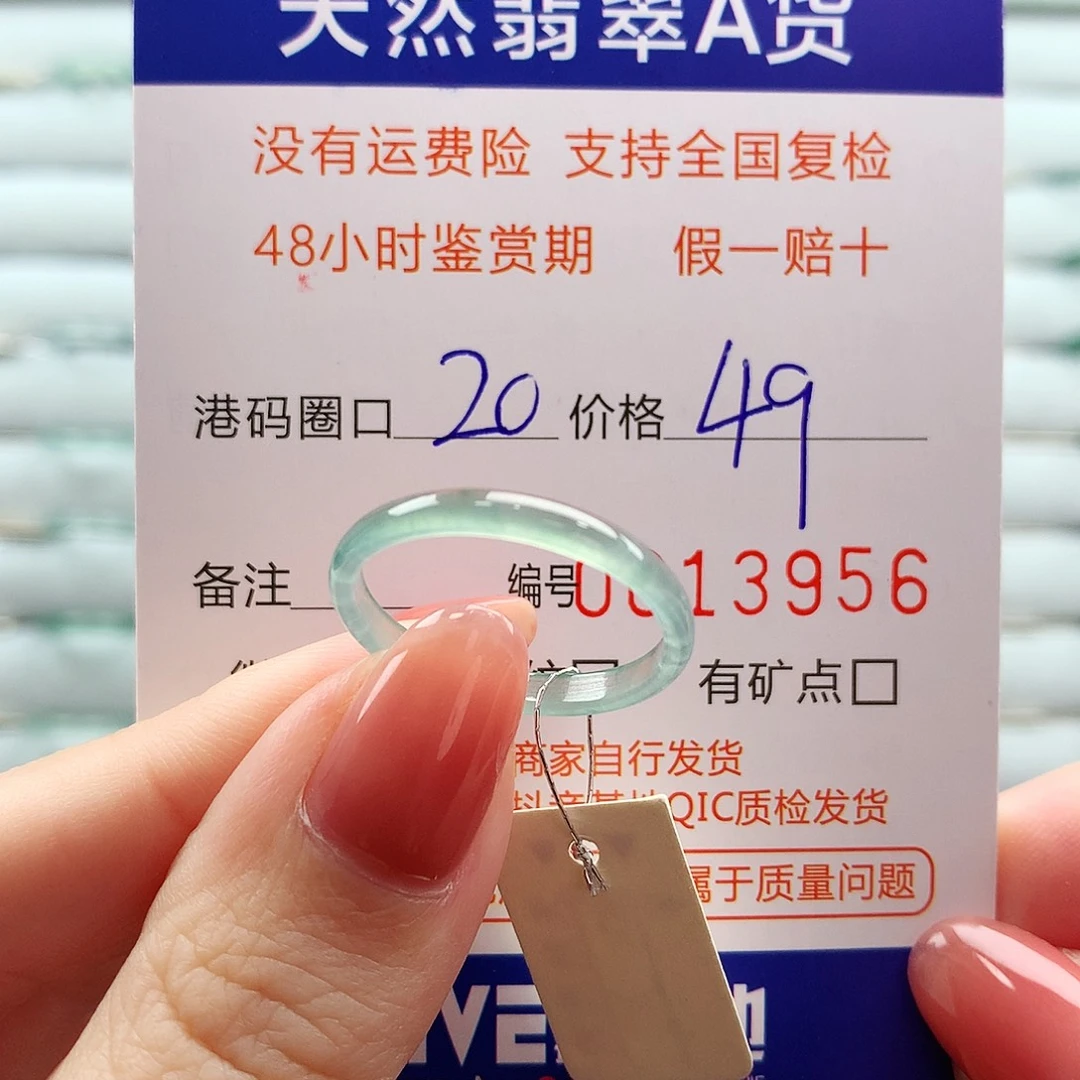 天然翡翠A货
没有运费险 支持全国复检
48小时鉴赏期 假一赔十
港码圈口 20 价格 49
备注 编号 0013956
有矿点□
商家自行发货
QIC质检发货
属于质量问题